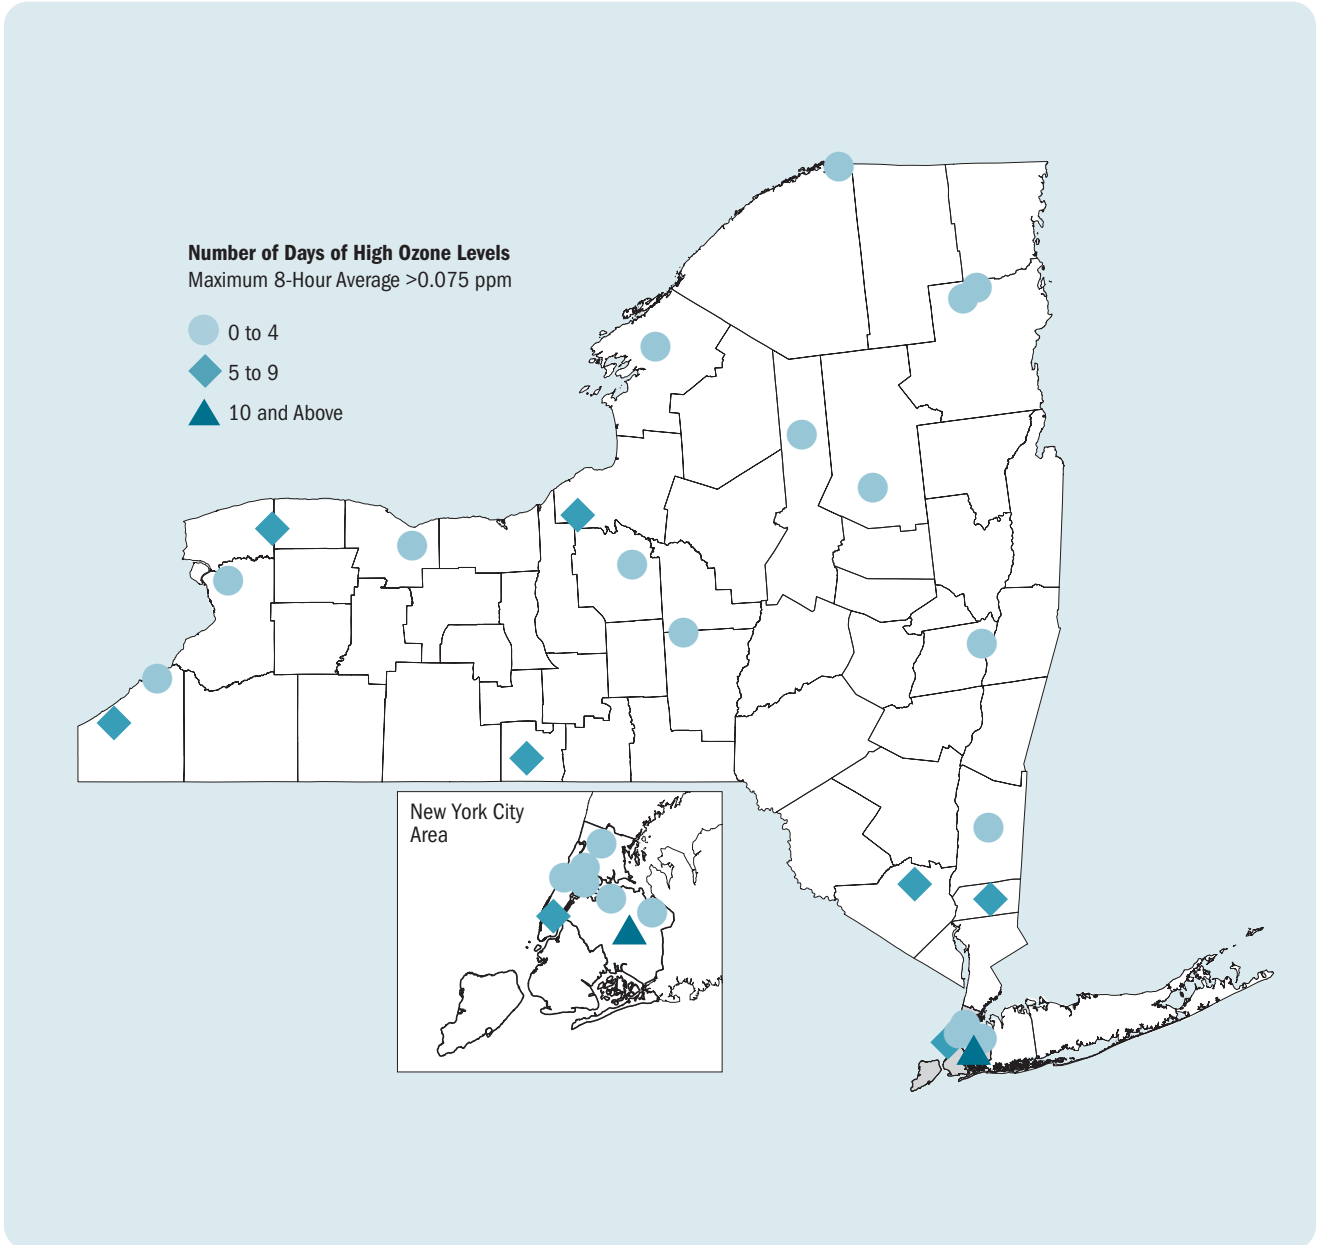 Number of Days of High Ozone Levels
Maximum 8-Hour Average >0.075 ppm
0 to 4
5 to 9
10 and Above
New York City
Area